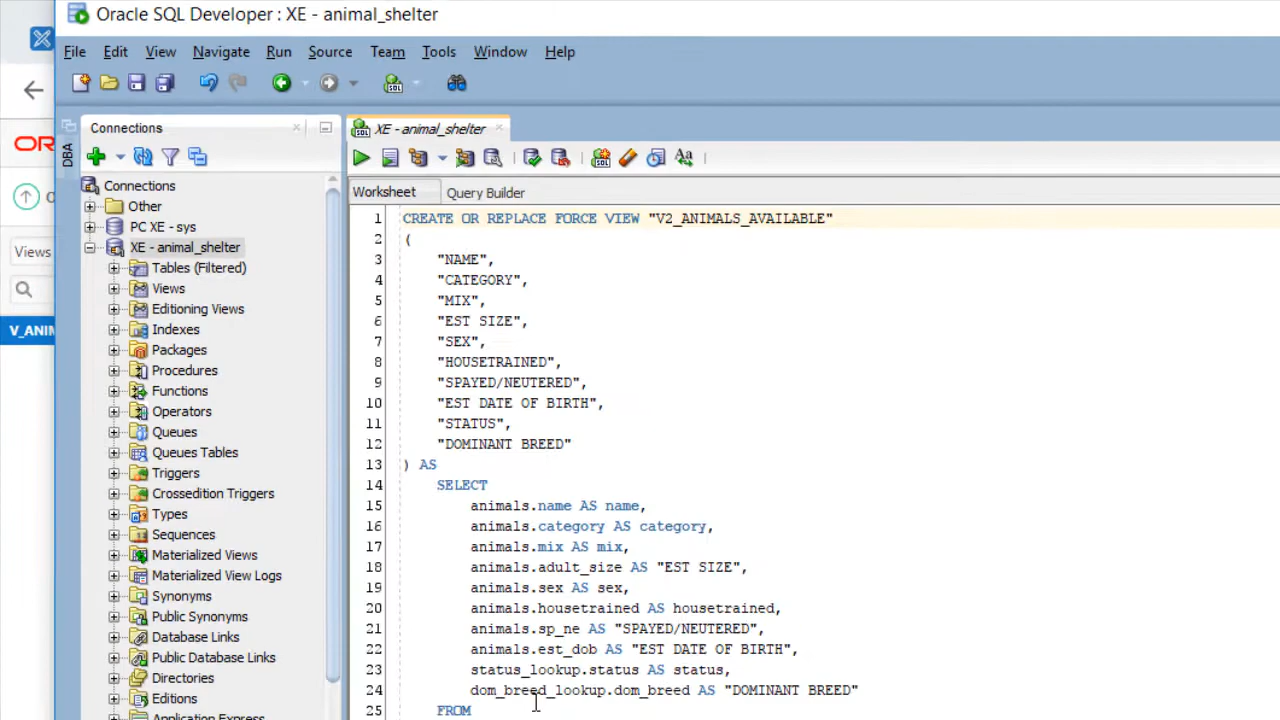 Oracle SQL Developer : XE - animal_shelter
File Edit View Navigate Run Source Team Tools Window Help
OR
Views
V_ANIM
DBA
Connections
Connections
Other
PC XE - sys
XE - animal_shelter
Tables (Filtered)
Views
Editioning Views
Indexes
Packages
Procedures
Functions
Operators
Queues
Queues Tables
Triggers
Crossedition Triggers
Types
Sequences
Materialized Views
Materialized View Logs
Synonyms
Public Synonyms
Database Links
Public Database Links
Directories
Editions
Application Express
XE - animal_shelter
SQL
Aa
Worksheet Query Builder
1 CREATE OR REPLACE FORCE VIEW "V2_ANIMALS_AVAILABLE"
2 (
3 "NAME",
4 "CATEGORY",
5 "MIX",
6 "EST SIZE",
7 "SEX",
8 "HOUSETRAINED",
9 "SPAYED/NEUTERED",
10 "EST DATE OF BIRTH",
11 "STATUS",
12 "DOMINANT BREED"
13 ) AS
14 SELECT
15 animals.name AS name,
16 animals.category AS category,
17 animals.mix AS mix,
18 animals.adult_size AS "EST SIZE",
19 animals.sex AS sex,
20 animals.housetrained AS housetrained,
21 animals.sp_ne AS "SPAYED/NEUTERED",
22 animals.est_dob AS "EST DATE OF BIRTH",
23 status_lookup.status AS status,
24 dom_breed_lookup.dom_breed AS "DOMINANT BREED"
25 FROM